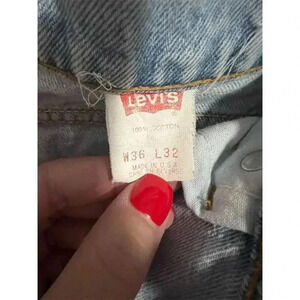 Levi's
100% COTTON
W36 L32
MADE IN U.S.A.